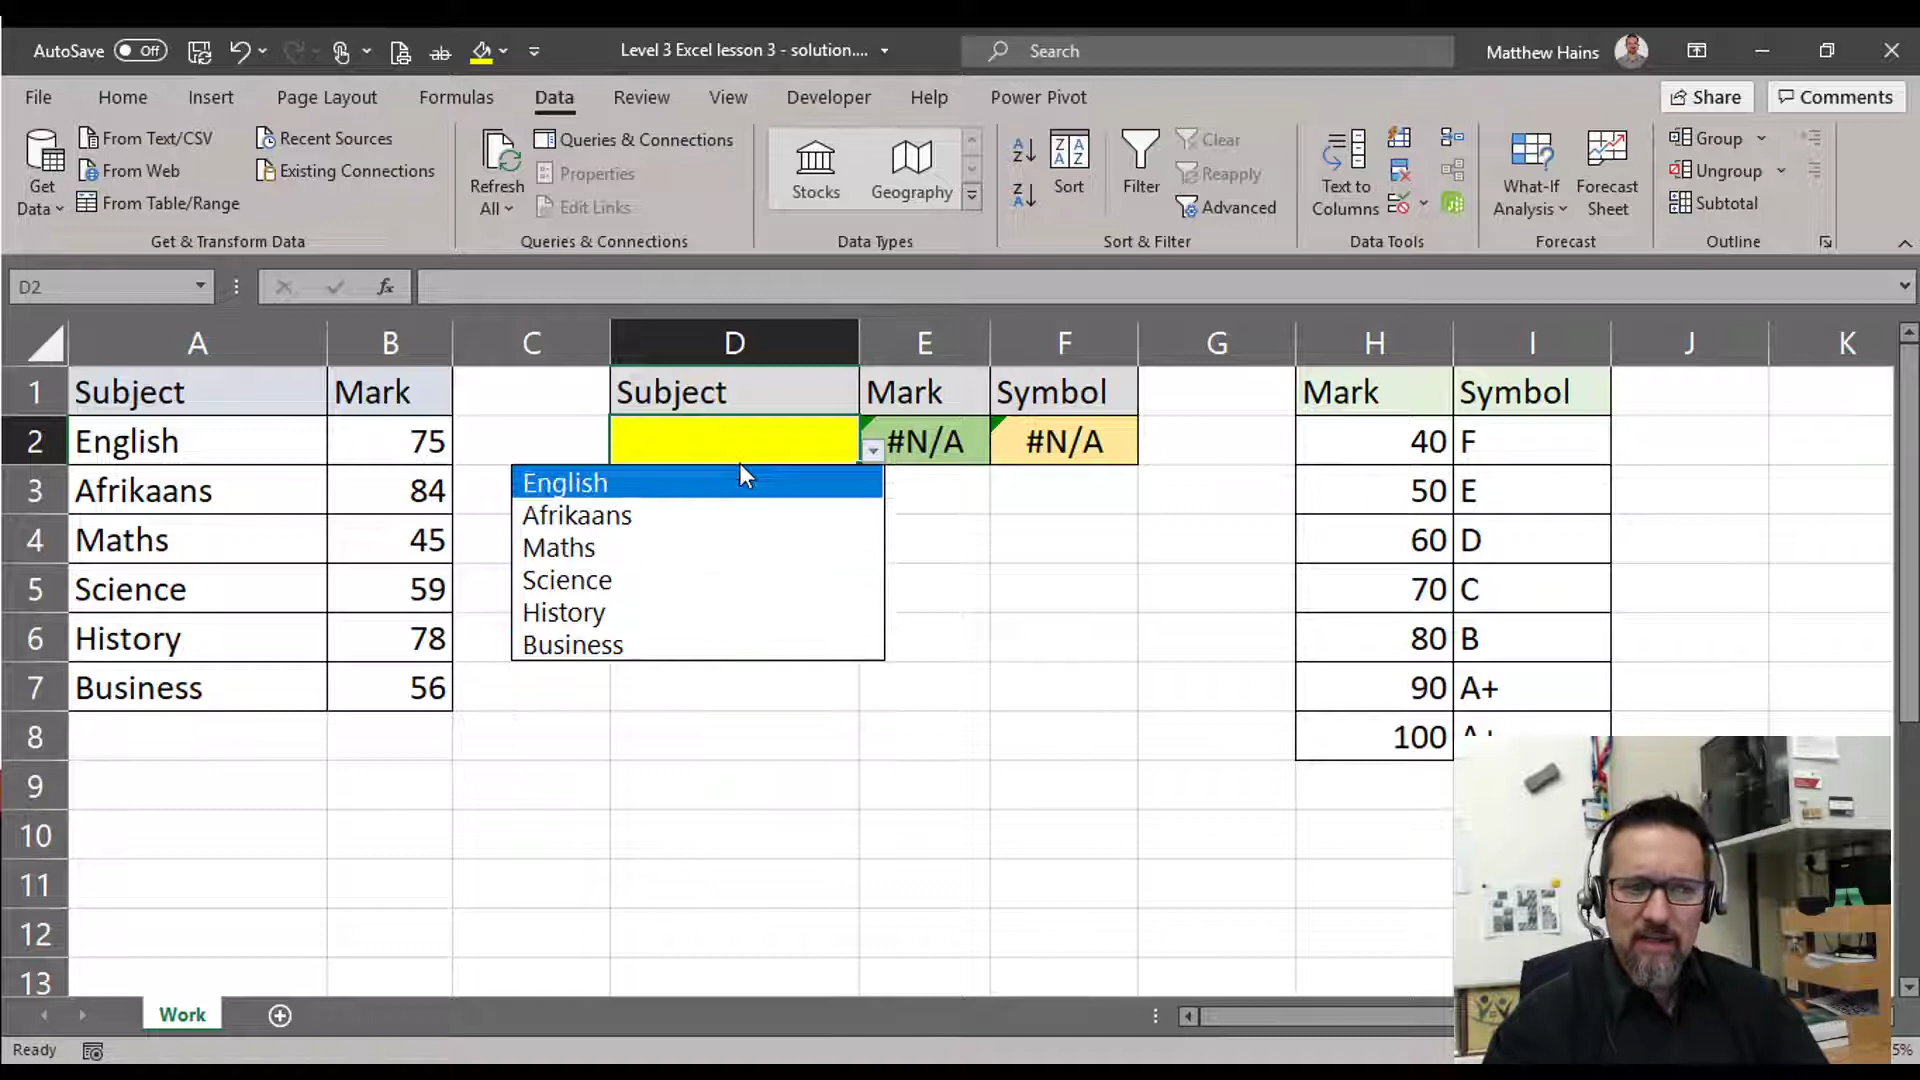 AutoSave Off Level 3 Excel lesson 3 - solution.... Search Matthew Hains
File Home Insert Page Layout Formulas Data Review View Developer Help Power Pivot Share Comments
Get Data
From Text/CSV
From Web
From Table/Range
Recent Sources
Existing Connections
Get & Transform Data
Refresh All
Queries & Connections
Properties
Edit Links
Queries & Connections
Stocks
Geography
Data Types
Sort
Filter
Clear
Reapply
Advanced
Sort & Filter
Text to Columns
Data Tools
What-If Analysis
Forecast Sheet
Forecast
Group
Ungroup
Subtotal
Outline
D2 fx
A B C D E F G H I J K
1 Subject Mark Subject Mark Symbol Mark Symbol
2 English 75 #N/A #N/A 40 F
3 Afrikaans 84 50 E
4 Maths 45 60 D
5 Science 59 70 C
6 History 78 80 B
7 Business 56 90 A+
8 100
9
10
11
12
13
English
Afrikaans
Maths
Science
History
Business
Work
Ready
5%